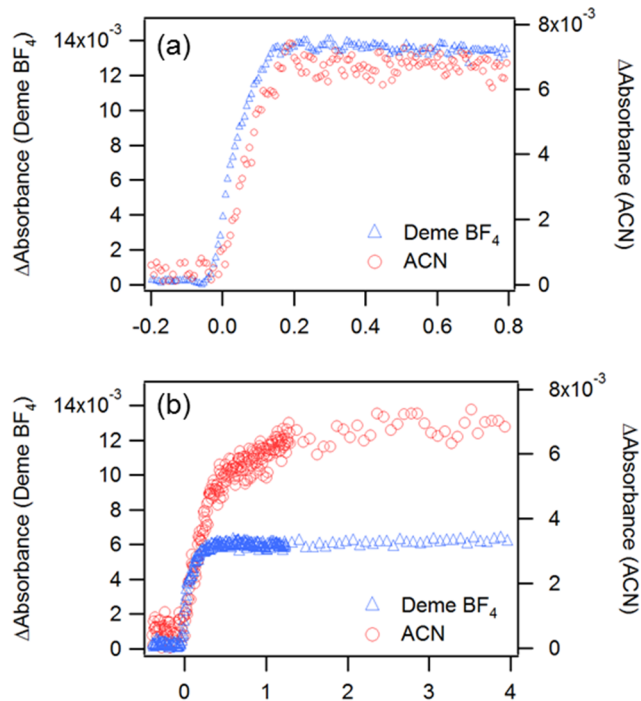 (a)
14x10⁻³
12
10
8
6
4
2
0
ΔAbsorbance (Deme BF₄)
8x10⁻³
6
4
2
0
ΔAbsorbance (ACN)
Deme BF₄
ACN
-0.2 0.0 0.2 0.4 0.6 0.8
(b)
14x10⁻³
12
10
8
6
4
2
0
ΔAbsorbance (Deme BF₄)
8x10⁻³
6
4
2
0
ΔAbsorbance (ACN)
Deme BF₄
ACN
0 1 2 3 4